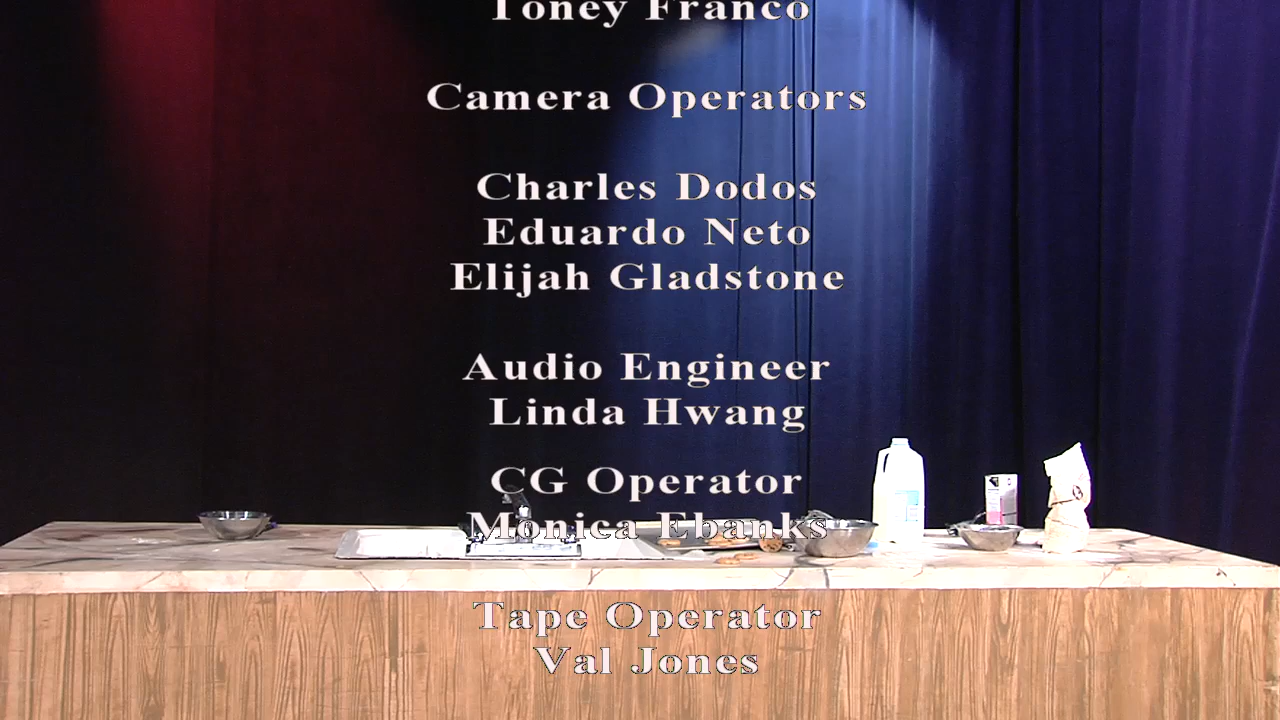 Toney Franco
Camera Operators
Charles Dodos
Eduardo Neto
Elijah Gladstone
Audio Engineer
Linda Hwang
CG Operator
Monica Ebanks
Tape Operator
Val Jones